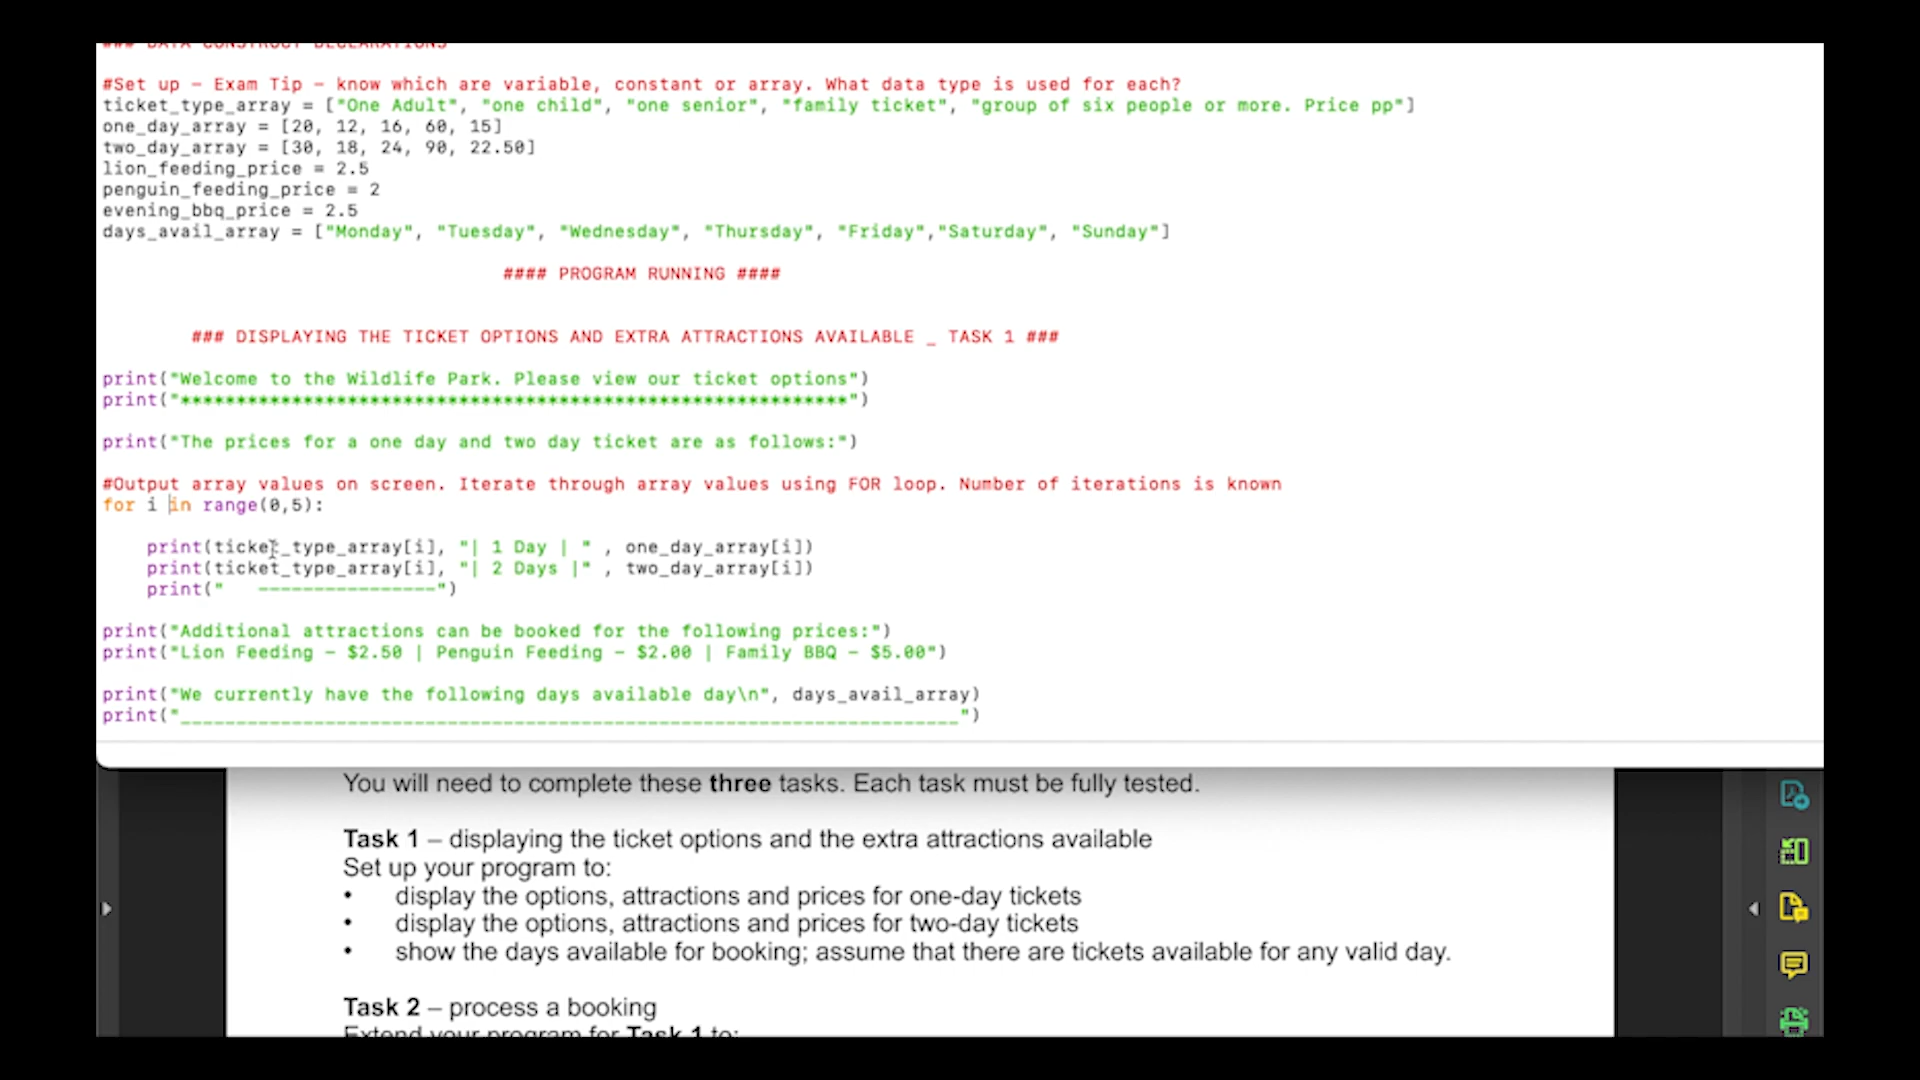 ### DATA CONSTRUCT DECLARATIONS
#Set up – Exam Tip – know which are variable, constant or array. What data type is used for each?
ticket_type_array = ["One Adult", "one child", "one senior", "family ticket", "group of six people or more. Price pp"]
one_day_array = [20, 12, 16, 60, 15]
two_day_array = [30, 18, 24, 90, 22.50]
lion_feeding_price = 2.5
penguin_feeding_price = 2
evening_bbq_price = 2.5
days_avail_array = ["Monday", "Tuesday", "Wednesday", "Thursday", "Friday","Saturday", "Sunday"]
#### PROGRAM RUNNING ####
### DISPLAYING THE TICKET OPTIONS AND EXTRA ATTRACTIONS AVAILABLE _ TASK 1 ###
print("Welcome to the Wildlife Park. Please view our ticket options")
print("************************************************************")
print("The prices for a one day and two day ticket are as follows:")
#Output array values on screen. Iterate through array values using FOR loop. Number of iterations is known
for i in range(0,5):
print(ticket_type_array[i], "| 1 Day | " , one_day_array[i])
print(ticket_type_array[i], "| 2 Days |" , two_day_array[i])
print("   ----------------")
print("Additional attractions can be booked for the following prices:")
print("Lion Feeding – $2.50 | Penguin Feeding – $2.00 | Family BBQ – $5.00")
print("We currently have the following days available day\n", days_avail_array)
print("______________________________________________________________________")
You will need to complete these three tasks. Each task must be fully tested.
Task 1 – displaying the ticket options and the extra attractions available
Set up your program to:
• display the options, attractions and prices for one-day tickets
• display the options, attractions and prices for two-day tickets
• show the days available for booking; assume that there are tickets available for any valid day.
Task 2 – process a booking
Extend your program for Task 1 to: